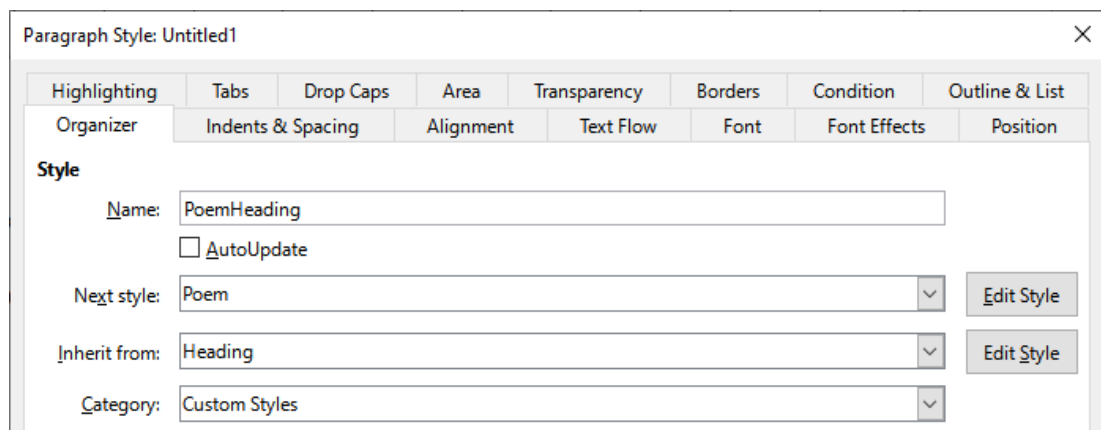 Paragraph Style: Untitled1
Highlighting Tabs Drop Caps Area Transparency Borders Condition Outline & List
Organizer Indents & Spacing Alignment Text Flow Font Font Effects Position
Style
Name: PoemHeading
AutoUpdate
Next style: Poem Edit Style
Inherit from: Heading Edit Style
Category: Custom Styles